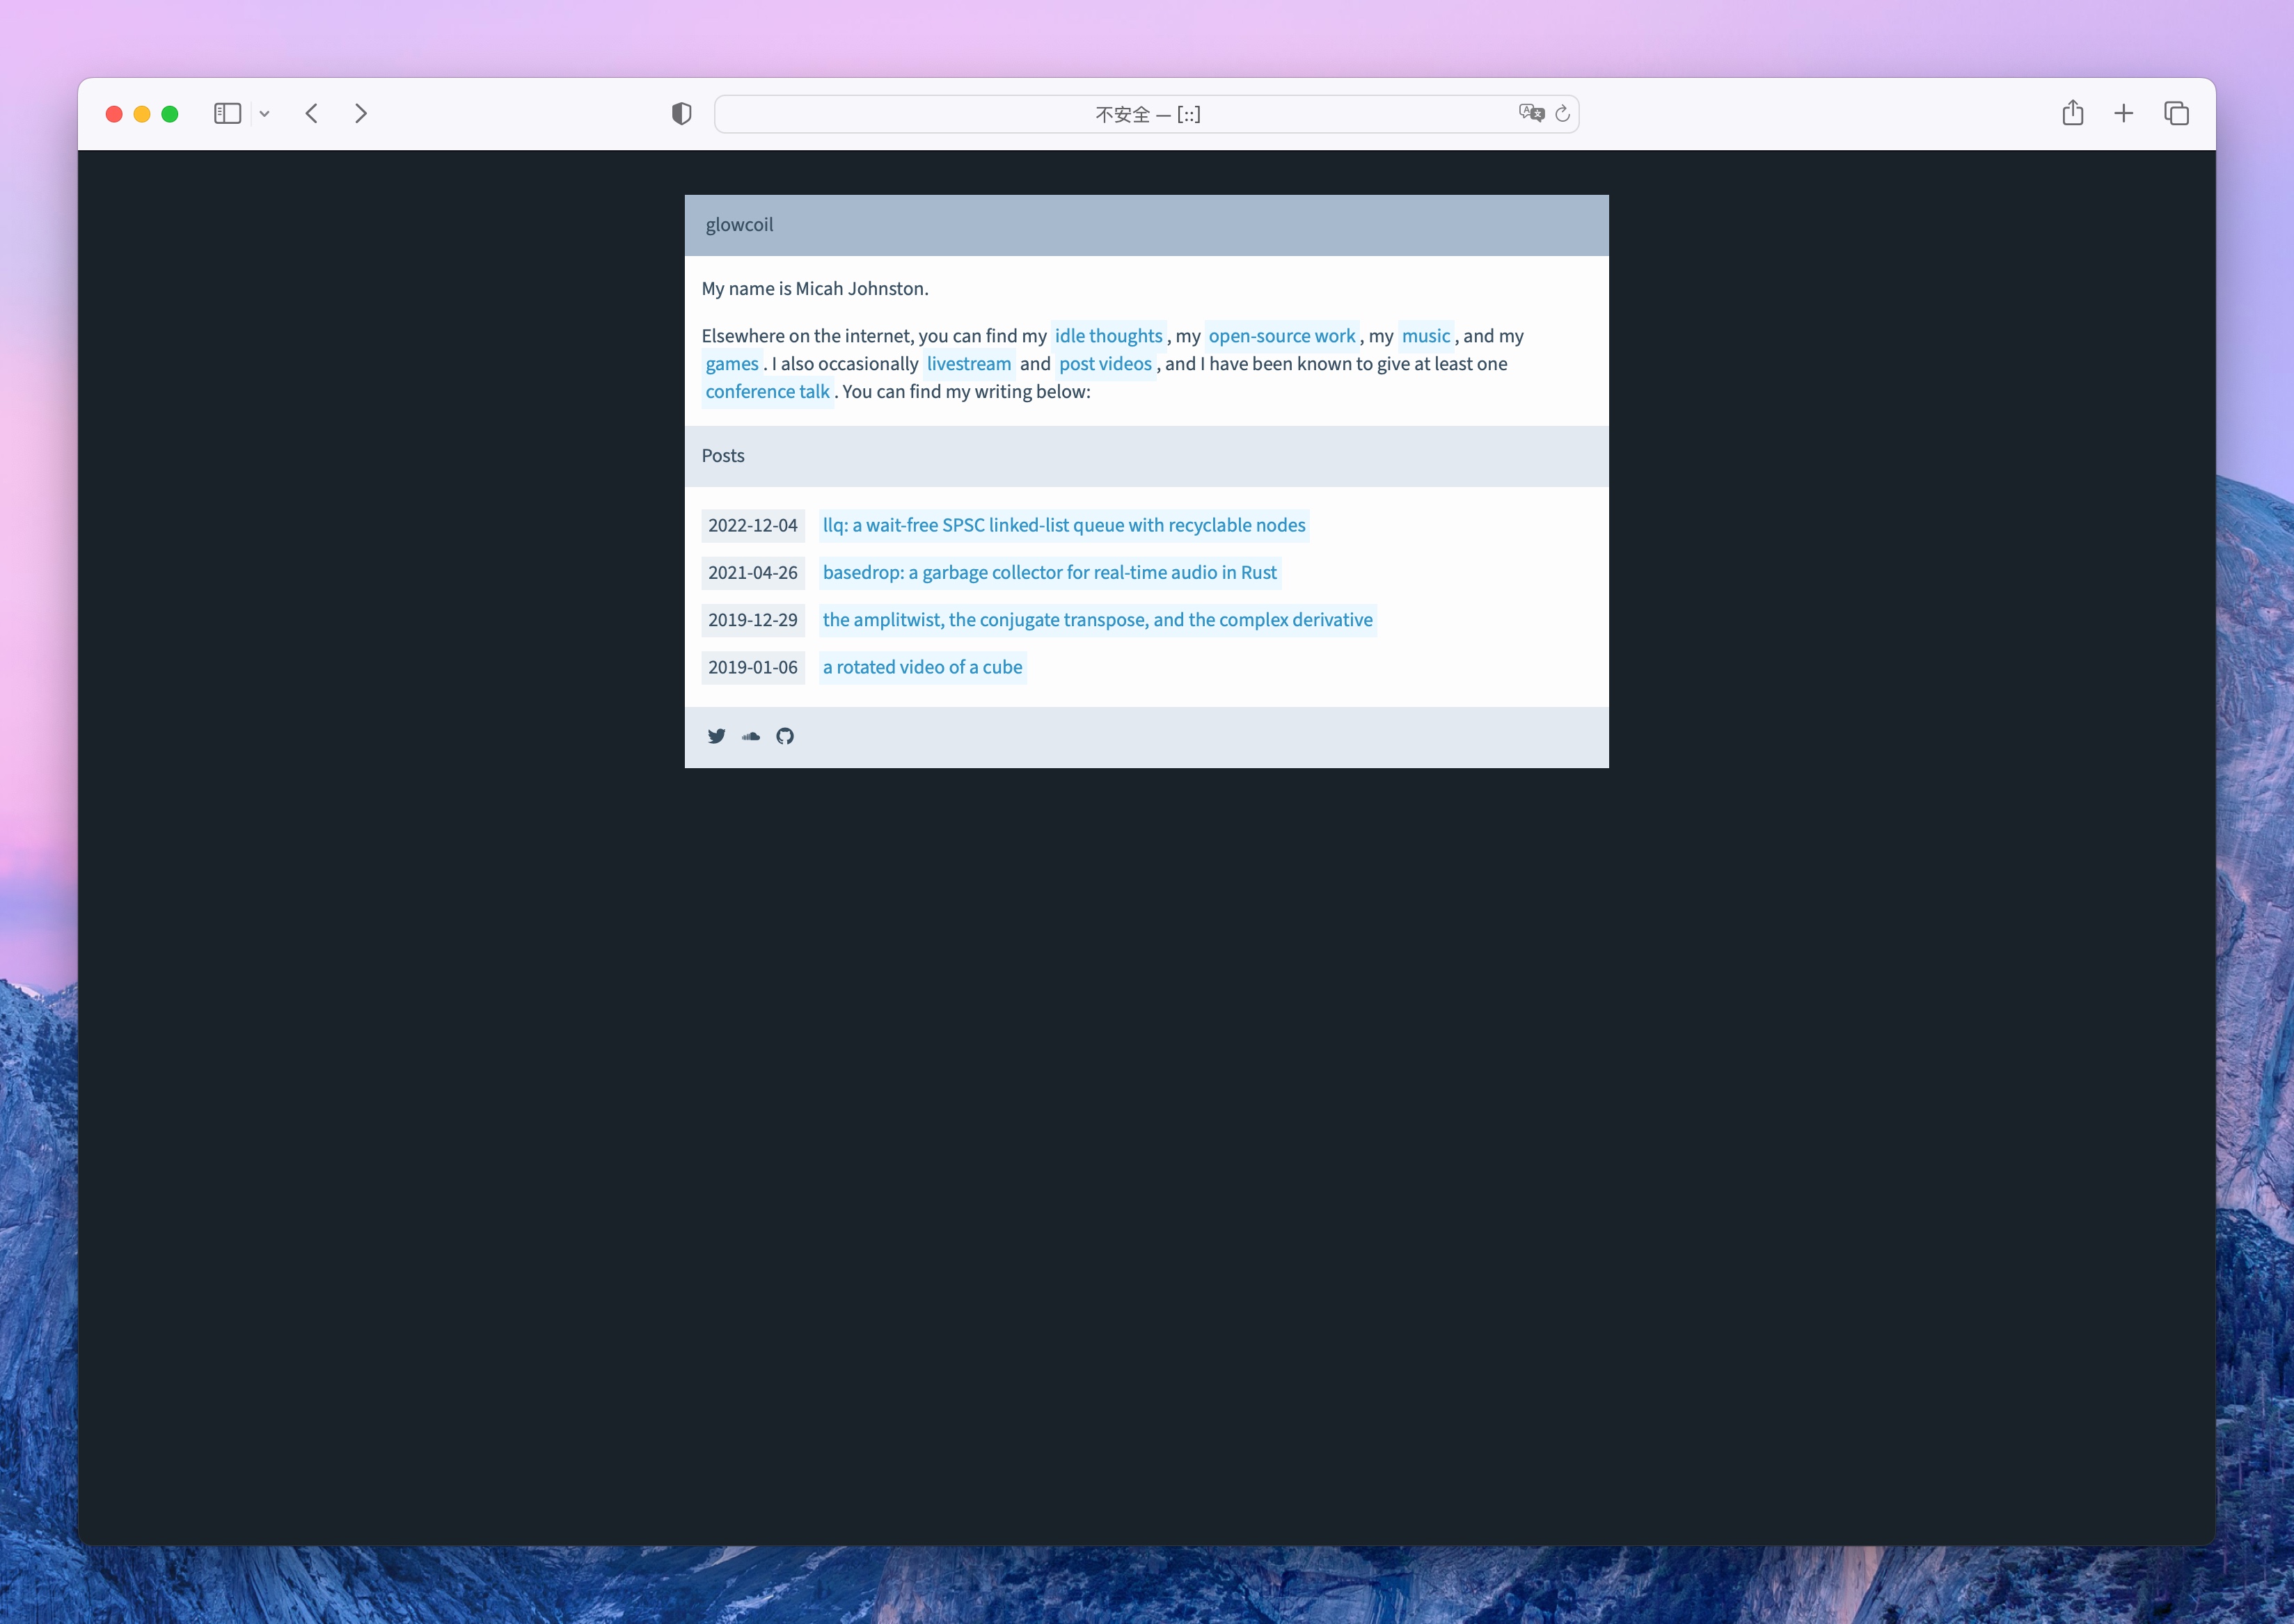 不安全 — [::]
glowcoil
My name is Micah Johnston.
Elsewhere on the internet, you can find my idle thoughts, my open-source work, my music, and my
games. I also occasionally livestream and post videos, and I have been known to give at least one
conference talk. You can find my writing below:
Posts
2022-12-04 llq: a wait-free SPSC linked-list queue with recyclable nodes
2021-04-26 basedrop: a garbage collector for real-time audio in Rust
2019-12-29 the amplitwist, the conjugate transpose, and the complex derivative
2019-01-06 a rotated video of a cube